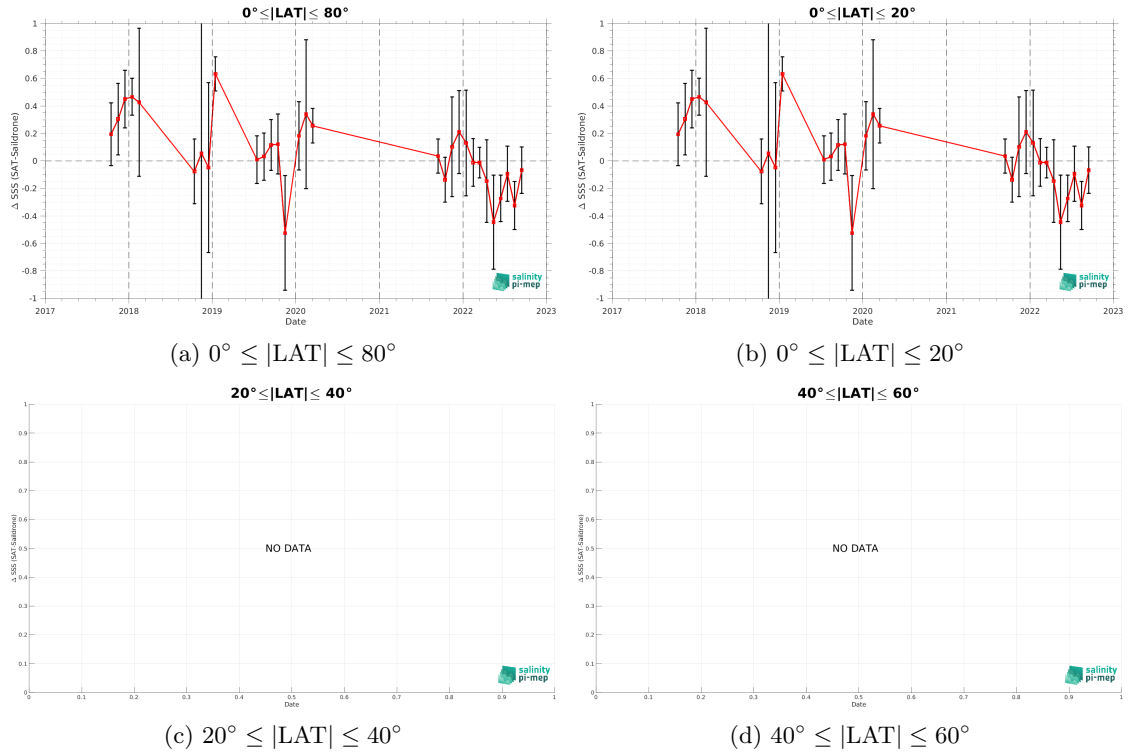 0°≤|LAT|≤ 80°
1
0.8
0.6
0.4
0.2
0
-0.2
-0.4
-0.6
-0.8
-1
Δ SSS (SAT-Saildrone)
2017 2018 2019 2020 2021 2022 2023
Date
salinity
pi-mep
(a) 0° ≤ |LAT| ≤ 80°
0°≤|LAT|≤ 20°
1
0.8
0.6
0.4
0.2
0
-0.2
-0.4
-0.6
-0.8
-1
Δ SSS (SAT-Saildrone)
2017 2018 2019 2020 2021 2022 2023
Date
salinity
pi-mep
(b) 0° ≤ |LAT| ≤ 20°
20°≤|LAT|≤ 40°
1
0.9
0.8
0.7
0.6
0.5
0.4
0.3
0.2
0.1
0
Δ SSS (SAT-Saildrone)
NO DATA
0 0.1 0.2 0.3 0.4 0.5 0.6 0.7 0.8 0.9 1
Date
salinity
pi-mep
(c) 20° ≤ |LAT| ≤ 40°
40°≤|LAT|≤ 60°
1
0.9
0.8
0.7
0.6
0.5
0.4
0.3
0.2
0.1
0
Δ SSS (SAT-Saildrone)
NO DATA
0 0.1 0.2 0.3 0.4 0.5 0.6 0.7 0.8 0.9 1
Date
salinity
pi-mep
(d) 40° ≤ |LAT| ≤ 60°